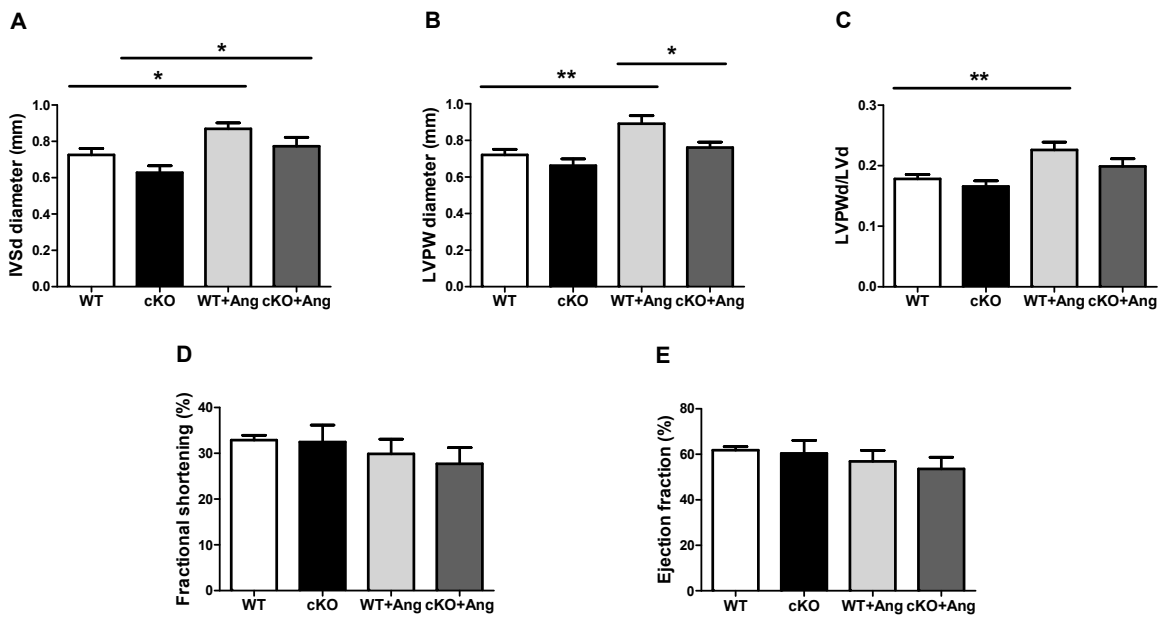 A
B
C
*
*
IVSd diameter (mm)
1.0
0.8
0.6
0.4
0.2
0.0
WT
cKO
WT+Ang
cKO+Ang
*
**
LVPW diameter (mm)
1.0
0.8
0.6
0.4
0.2
0.0
WT
cKO
WT+Ang
cKO+Ang
**
LVPWd/LVd
0.3
0.2
0.1
0.0
WT
cKO
WT+Ang
cKO+Ang
D
E
Fractional shortening (%)
40
30
20
10
0
WT
cKO
WT+Ang
cKO+Ang
Ejection fraction (%)
80
60
40
20
0
WT
cKO
WT+Ang
cKO+Ang